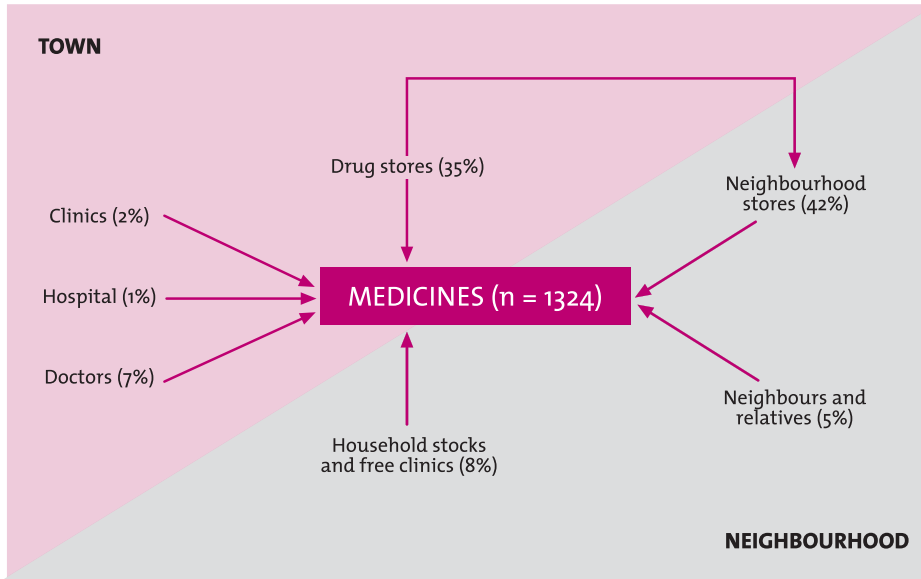 TOWN
Drug stores (35%)
Neighbourhood
stores (42%)
Clinics (2%)
Hospital (1%)
MEDICINES (n = 1324)
Doctors (7%)
Neighbours and
relatives (5%)
Household stocks
and free clinics (8%)
NEIGHBOURHOOD